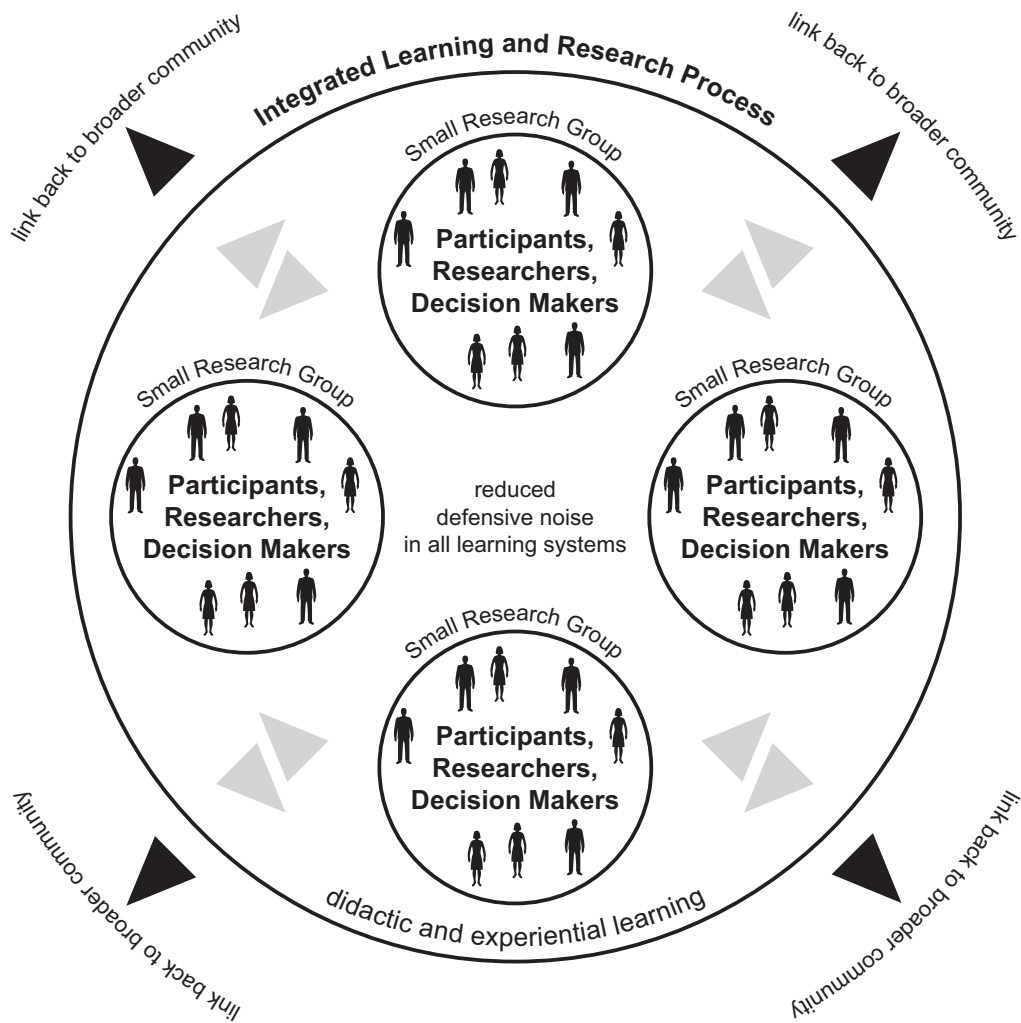 link back to broader community
link back to broader community
Integrated Learning and Research Process
Small Research Group
Participants,
Researchers,
Decision Makers
Small Research Group
Participants,
Researchers,
Decision Makers
reduced
defensive noise
in all learning systems
Small Research Group
Participants,
Researchers,
Decision Makers
Small Research Group
Participants,
Researchers,
Decision Makers
didactic and experiential learning
link back to broader community
link back to broader community